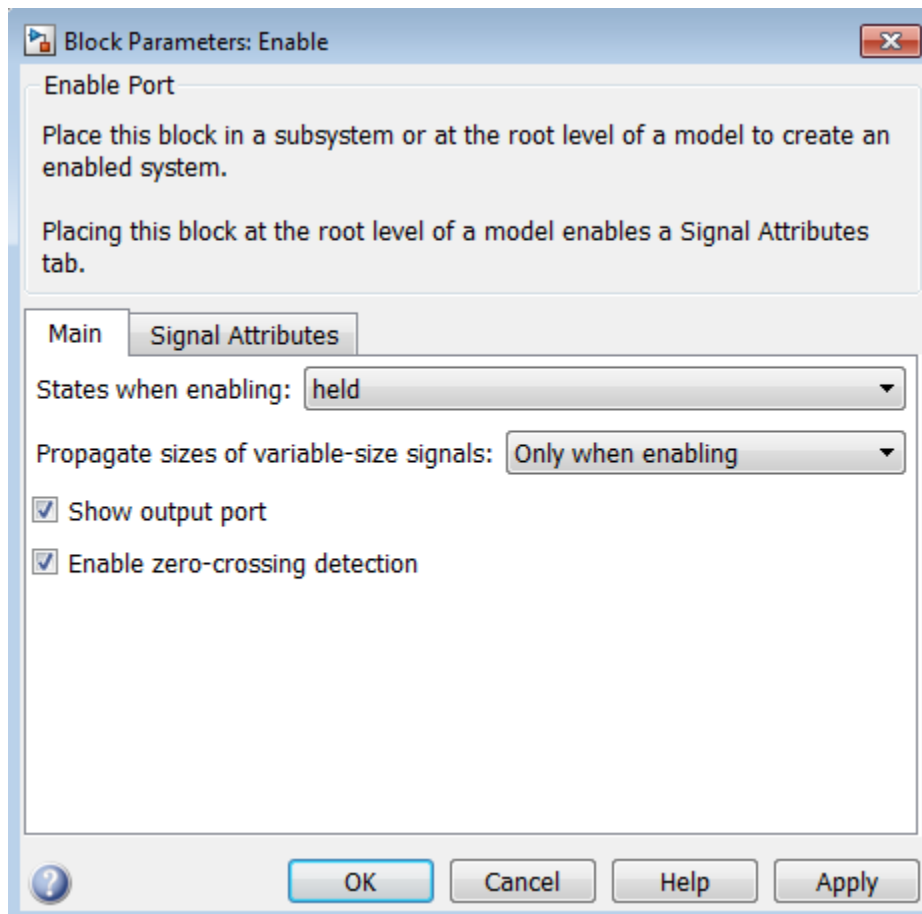 Block Parameters: Enable
Enable Port
Place this block in a subsystem or at the root level of a model to create an
enabled system.
Placing this block at the root level of a model enables a Signal Attributes
tab.
Main Signal Attributes
States when enabling: held
Propagate sizes of variable-size signals: Only when enabling
Show output port
Enable zero-crossing detection
? OK Cancel Help Apply